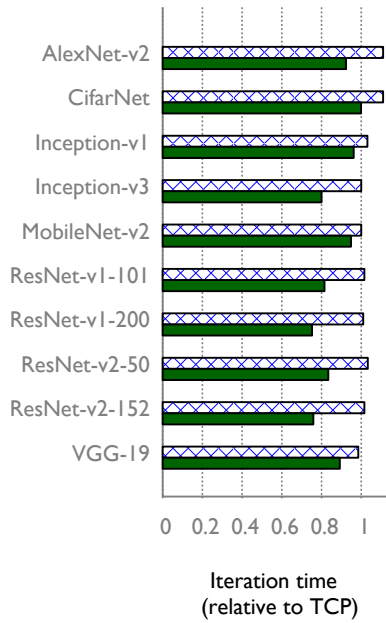 AlexNet-v2
CifarNet
Inception-v1
Inception-v3
MobileNet-v2
ResNet-v1-101
ResNet-v1-200
ResNet-v2-50
ResNet-v2-152
VGG-19
0 0.2 0.4 0.6 0.8 1
Iteration time
(relative to TCP)